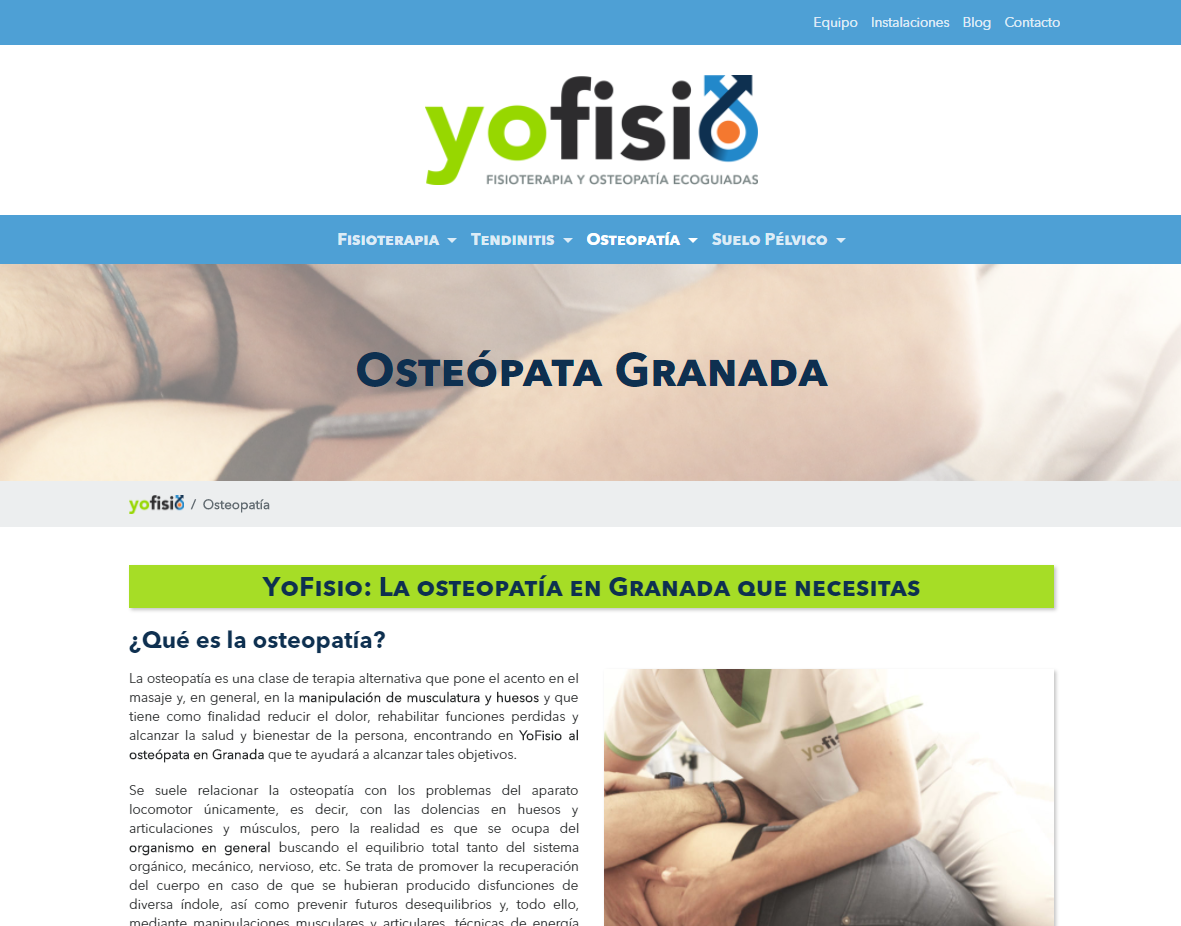 Equipo Instalaciones Blog Contacto
yofisio
FISIOTERAPIA Y OSTEOPATÍA ECOGUIADAS
Fisioterapia Tendinitis Osteopatía Suelo Pélvico
Osteópata Granada
yofisio / Osteopatía
YoFisio: La osteopatía en Granada que necesitas
¿Qué es la osteopatía?
La osteopatía es una clase de terapia alternativa que pone el acento en el
masaje y, en general, en la manipulación de musculatura y huesos y que
tiene como finalidad reducir el dolor, rehabilitar funciones perdidas y
alcanzar la salud y bienestar de la persona, encontrando en YoFisio al
osteópata en Granada que te ayudará a alcanzar tales objetivos.
Se suele relacionar la osteopatía con los problemas del aparato
locomotor únicamente, es decir, con las dolencias en huesos y
articulaciones y músculos, pero la realidad es que se ocupa del
organismo en general buscando el equilibrio total tanto del sistema
orgánico, mecánico, nervioso, etc. Se trata de promover la recuperación
del cuerpo en caso de que se hubieran producido disfunciones de
diversa índole, así como prevenir futuros desequilibrios y, todo ello,
mediante manipulaciones musculares y articulares, técnicas de energía